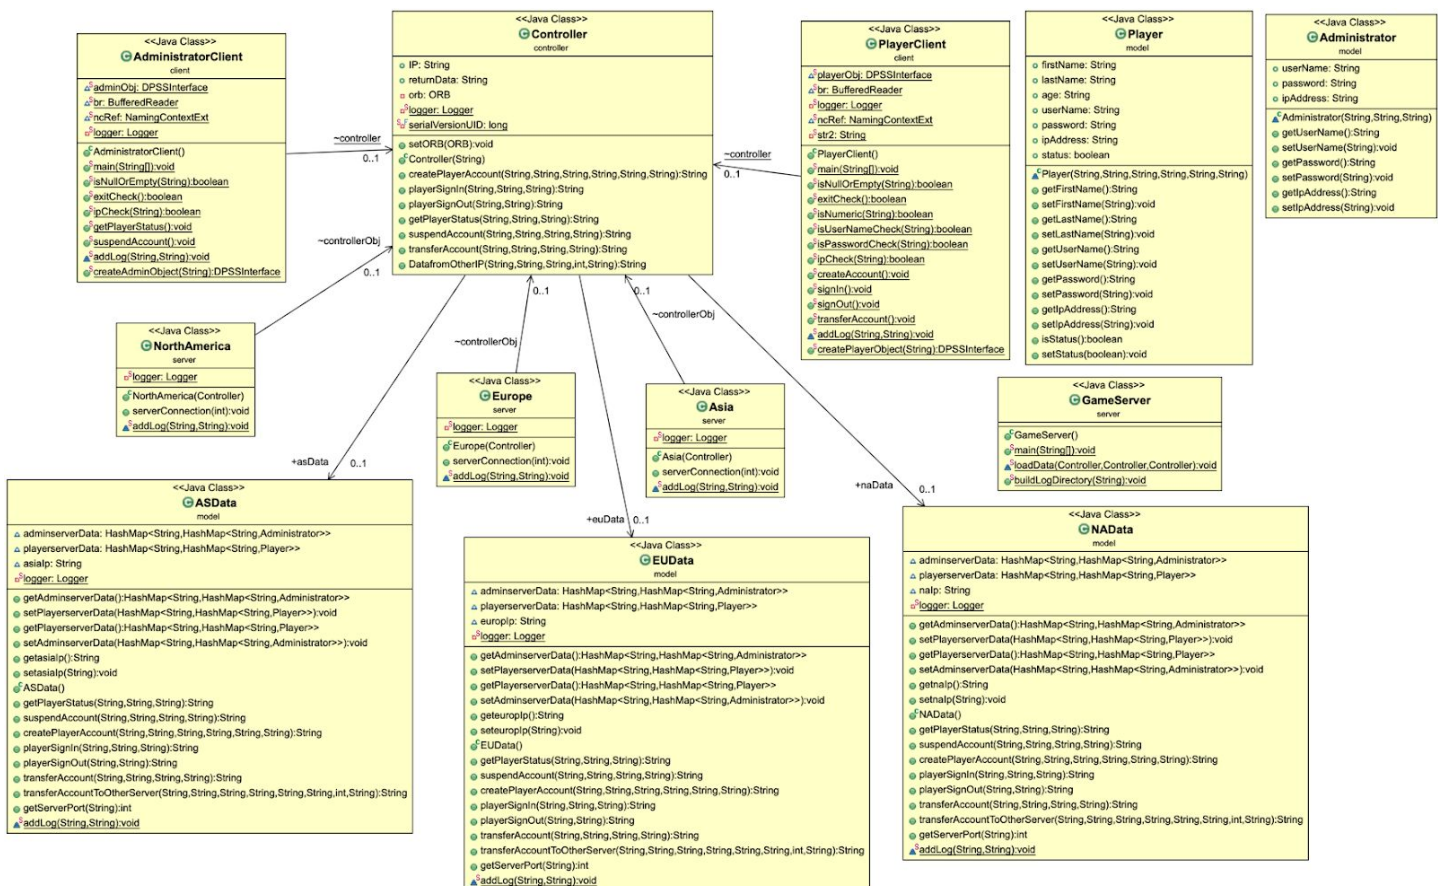 <<Java Class>>
AdministratorClient
client
adminObj: DPSSInterface
br: BufferedReader
ncRef: NamingContextExt
logger: Logger
AdministratorClient()
main(String[]):void
isNullOrEmpty(String):boolean
exitCheck():boolean
ipCheck(String):boolean
getPlayerStatus():void
suspendAccount():void
addLog(String,String):void
createAdminObject(String):DPSSInterface
~controller
0..1
<<Java Class>>
Controller
controller
IP: String
returnData: String
orb: ORB
logger: Logger
serialVersionUID: long
setORB(ORB):void
Controller(String)
createPlayerAccount(String,String,String,String,String,String):String
playerSignIn(String,String,String):String
playerSignOut(String,String):String
getPlayerStatus(String,String,String):String
suspendAccount(String,String,String,String):String
transferAccount(String,String,String,String):String
DatafromOtherIP(String,String,String,int,String):String
~controller
0..1
<<Java Class>>
PlayerClient
client
playerObj: DPSSInterface
br: BufferedReader
logger: Logger
ncRef: NamingContextExt
str2: String
PlayerClient()
main(String[]):void
isNullOrEmpty(String):boolean
exitCheck():boolean
isNumeric(String):boolean
isUserNameCheck(String):boolean
isPasswordCheck(String):boolean
ipCheck(String):boolean
createAccount():void
signIn():void
signOut():void
transferAccount():void
addLog(String,String):void
createPlayerObject(String):DPSSInterface
<<Java Class>>
Player
model
firstName: String
lastName: String
age: String
userName: String
password: String
ipAddress: String
status: boolean
Player(String,String,String,String,String,String)
getFirstName():String
setFirstName(String):void
getLastName():String
setLastName(String):void
getUserName():String
setUserName(String):void
getPassword():String
setPassword(String):void
getIpAddress():String
setIpAddress(String):void
isStatus():boolean
setStatus(boolean):void
<<Java Class>>
Administrator
model
userName: String
password: String
ipAddress: String
Administrator(String,String,String)
getUserName():String
setUserName(String):void
getPassword():String
setPassword(String):void
getIpAddress():String
setIpAddress(String):void
~controllerObj
0..1
<<Java Class>>
NorthAmerica
server
logger: Logger
NorthAmerica(Controller)
serverConnection(int):void
addLog(String,String):void
~controllerObj
0..1
<<Java Class>>
Europe
server
logger: Logger
Europe(Controller)
serverConnection(int):void
addLog(String,String):void
~controllerObj
0..1
<<Java Class>>
Asia
server
logger: Logger
Asia(Controller)
serverConnection(int):void
addLog(String,String):void
<<Java Class>>
GameServer
server
GameServer()
main(String[]):void
loadData(Controller,Controller,Controller):void
buildLogDirectory(String):void
+asData
0..1
<<Java Class>>
ASData
model
adminserverData: HashMap<String,HashMap<String,Administrator>>
playerserverData: HashMap<String,HashMap<String,Player>>
asiaIp: String
logger: Logger
getAdminserverData():HashMap<String,HashMap<String,Administrator>>
setPlayerserverData(HashMap<String,HashMap<String,Player>>):void
getPlayerserverData():HashMap<String,HashMap<String,Player>>
setAdminserverData(HashMap<String,HashMap<String,Administrator>>):void
getasiaIp():String
setasiaIp(String):void
ASData()
getPlayerStatus(String,String,String):String
suspendAccount(String,String,String,String):String
createPlayerAccount(String,String,String,String,String,String):String
playerSignIn(String,String,String):String
playerSignOut(String,String):String
transferAccount(String,String,String,String):String
transferAccountToOtherServer(String,String,String,String,String,String,int,String):String
getServerPort(String):int
addLog(String,String):void
+euData
0..1
<<Java Class>>
EUData
model
adminserverData: HashMap<String,HashMap<String,Administrator>>
playerserverData: HashMap<String,HashMap<String,Player>>
europIp: String
logger: Logger
getAdminserverData():HashMap<String,HashMap<String,Administrator>>
setPlayerserverData(HashMap<String,HashMap<String,Player>>):void
getPlayerserverData():HashMap<String,HashMap<String,Player>>
setAdminserverData(HashMap<String,HashMap<String,Administrator>>):void
geteuropIp():String
seteuropIp(String):void
EUData()
getPlayerStatus(String,String,String):String
suspendAccount(String,String,String,String):String
createPlayerAccount(String,String,String,String,String,String):String
playerSignIn(String,String,String):String
playerSignOut(String,String):String
transferAccount(String,String,String,String):String
transferAccountToOtherServer(String,String,String,String,String,String,int,String):String
getServerPort(String):int
addLog(String,String):void
+naData
0..1
<<Java Class>>
NAData
model
adminserverData: HashMap<String,HashMap<String,Administrator>>
playerserverData: HashMap<String,HashMap<String,Player>>
naIp: String
logger: Logger
getAdminserverData():HashMap<String,HashMap<String,Administrator>>
setPlayerserverData(HashMap<String,HashMap<String,Player>>):void
getPlayerserverData():HashMap<String,HashMap<String,Player>>
setAdminserverData(HashMap<String,HashMap<String,Administrator>>):void
getnaIp():String
setnaIp(String):void
NAData()
getPlayerStatus(String,String,String):String
suspendAccount(String,String,String,String):String
createPlayerAccount(String,String,String,String,String,String):String
playerSignIn(String,String,String):String
playerSignOut(String,String):String
transferAccount(String,String,String,String):String
transferAccountToOtherServer(String,String,String,String,String,String,int,String):String
getServerPort(String):int
addLog(String,String):void